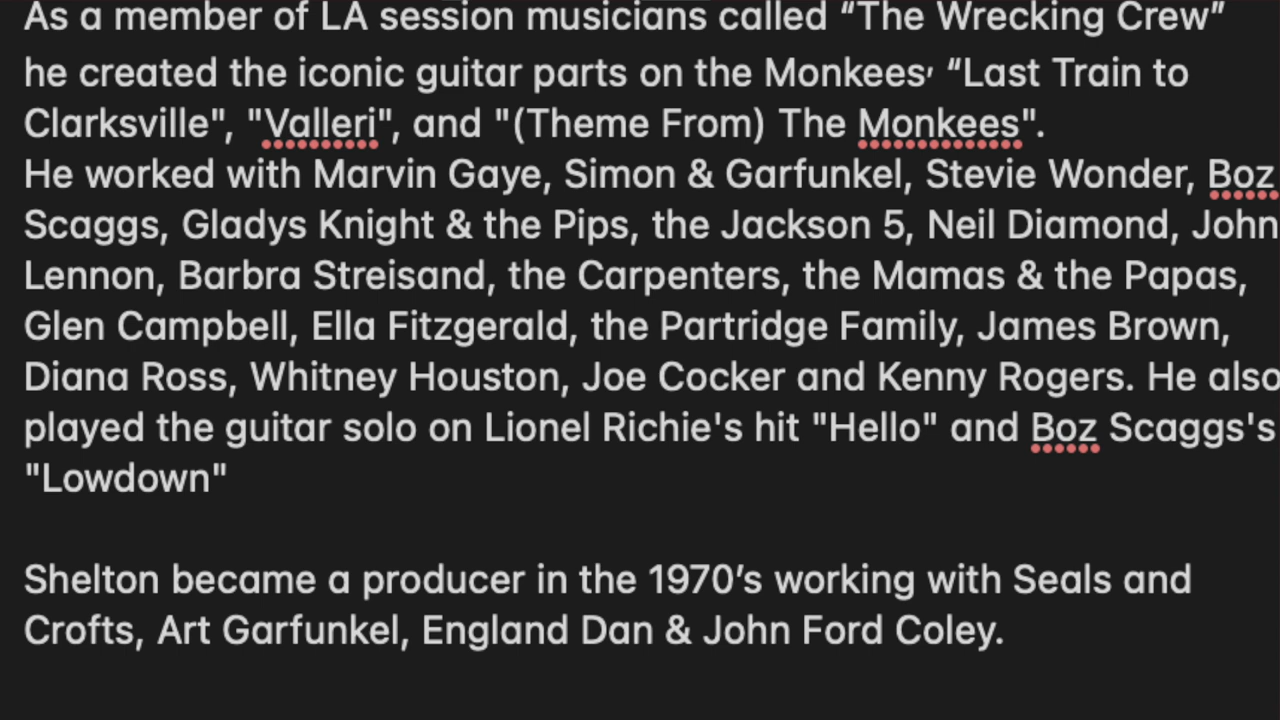 As a member of LA session musicians called “The Wrecking Crew”
he created the iconic guitar parts on the Monkees’ “Last Train to
Clarksville", "Valleri", and "(Theme From) The Monkees".
He worked with Marvin Gaye, Simon & Garfunkel, Stevie Wonder, Boz
Scaggs, Gladys Knight & the Pips, the Jackson 5, Neil Diamond, John
Lennon, Barbra Streisand, the Carpenters, the Mamas & the Papas,
Glen Campbell, Ella Fitzgerald, the Partridge Family, James Brown,
Diana Ross, Whitney Houston, Joe Cocker and Kenny Rogers. He also
played the guitar solo on Lionel Richie's hit "Hello" and Boz Scaggs's
"Lowdown"
Shelton became a producer in the 1970’s working with Seals and
Crofts, Art Garfunkel, England Dan & John Ford Coley.